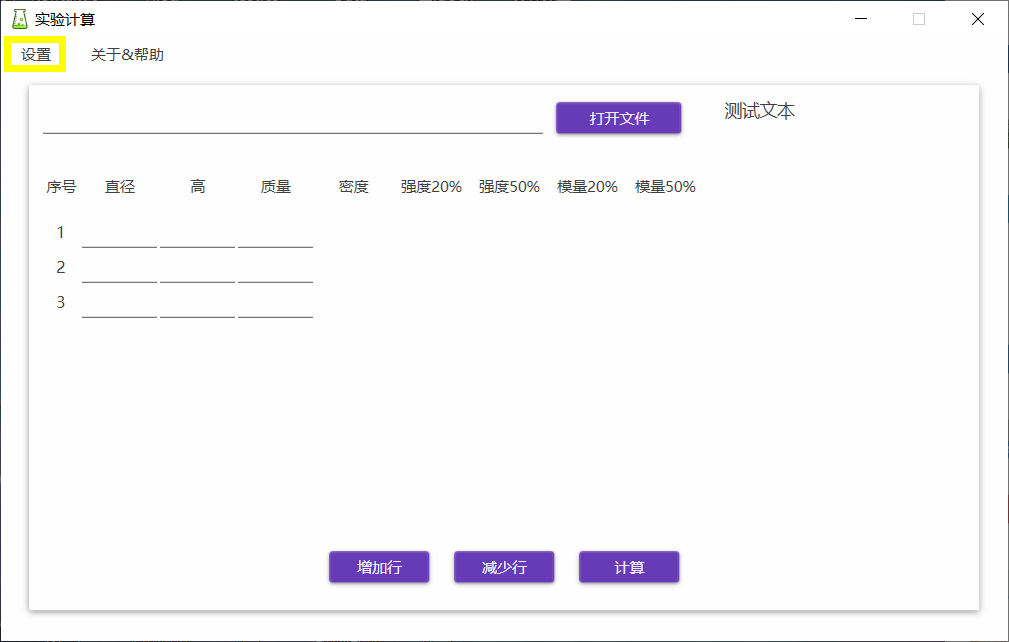 实验计算
设置 关于&帮助
打开文件 测试文本
序号 直径 高 质量 密度 强度20% 强度50% 模量20% 模量50%
1
2
3
增加行 减少行 计算